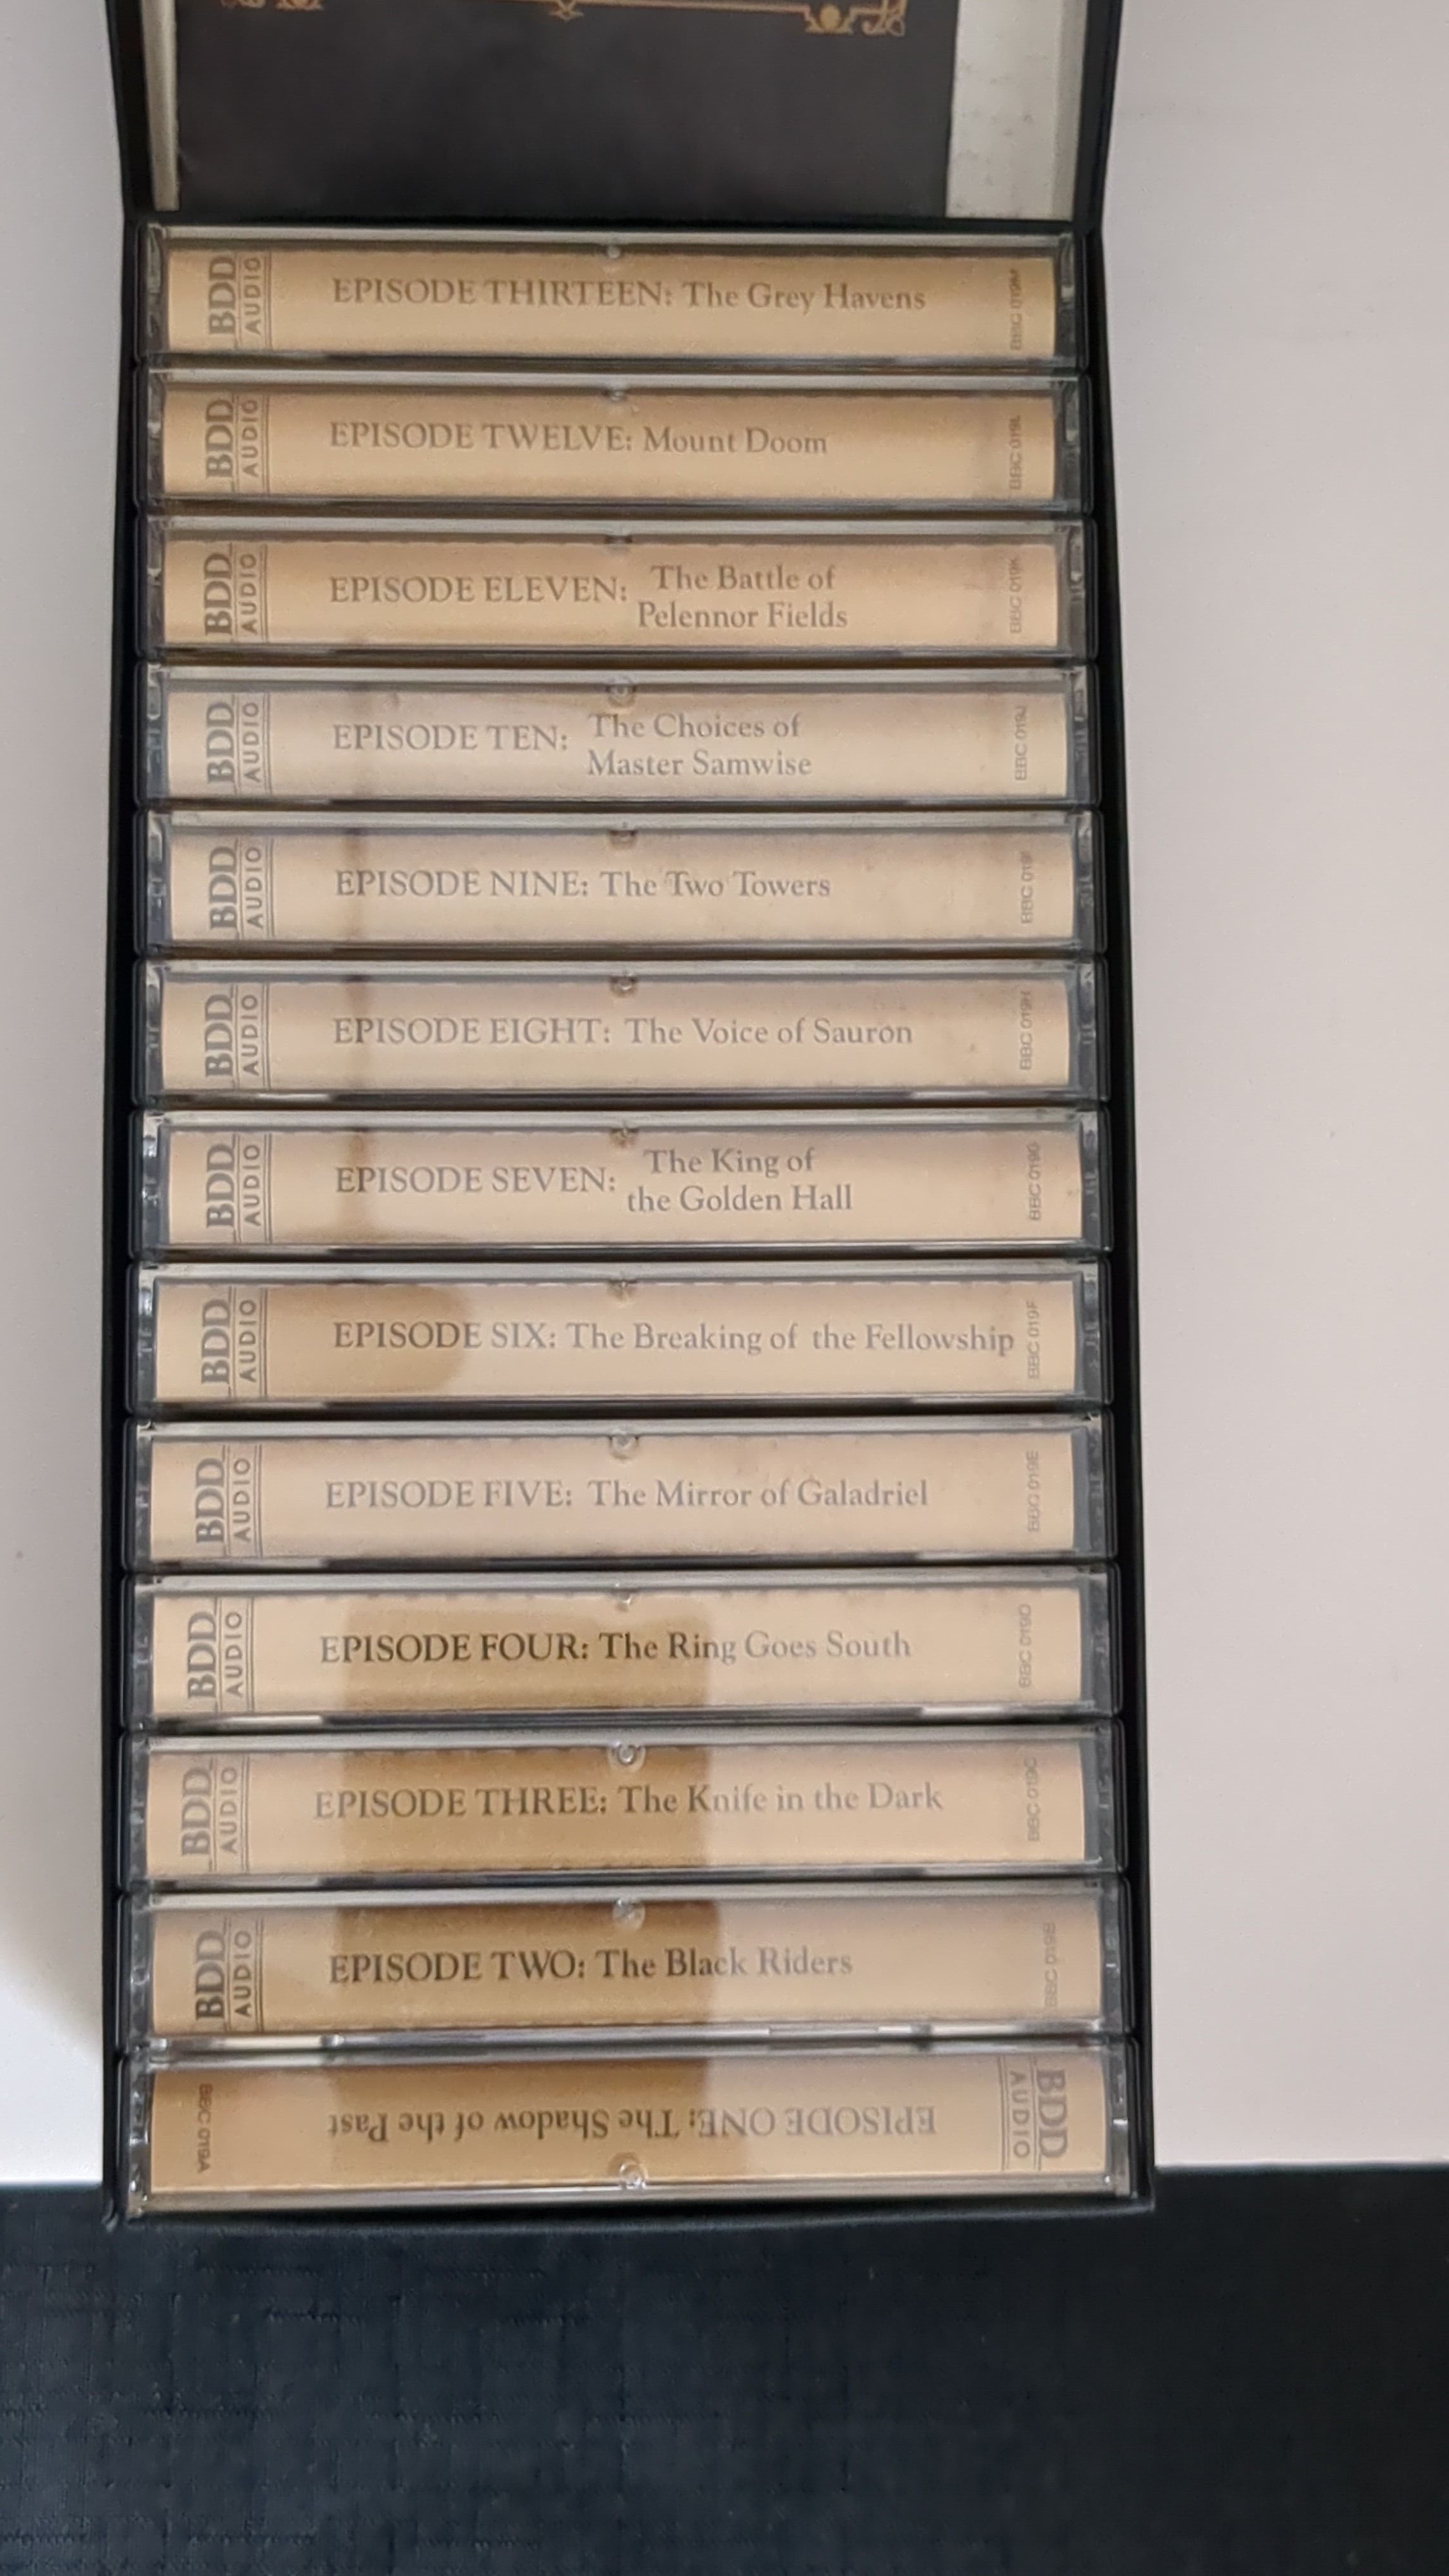 BDD
AUDIO
EPISODE THIRTEEN: The Grey Havens
BBC 019M
BDD
AUDIO
EPISODE TWELVE: Mount Doom
BBC 019L
BDD
AUDIO
EPISODE ELEVEN: The Battle of
Pelennor Fields
BBC 019K
BDD
AUDIO
EPISODE TEN: The Choices of
Master Samwise
BBC 019J
BDD
AUDIO
EPISODE NINE: The Two Towers
BBC 019I
BDD
AUDIO
EPISODE EIGHT: The Voice of Sauron
BBC 019H
BDD
AUDIO
EPISODE SEVEN: The King of
the Golden Hall
BBC 019G
BDD
AUDIO
EPISODE SIX: The Breaking of the Fellowship
BBC 019F
BDD
AUDIO
EPISODE FIVE: The Mirror of Galadriel
BBC 019E
BDD
AUDIO
EPISODE FOUR: The Ring Goes South
BBC 019D
BDD
AUDIO
EPISODE THREE: The Knife in the Dark
BBC 019C
BDD
AUDIO
EPISODE TWO: The Black Riders
BBC 019B
BDD
AUDIO
EPISODE ONE: The Shadow of the Past
BBC 019A